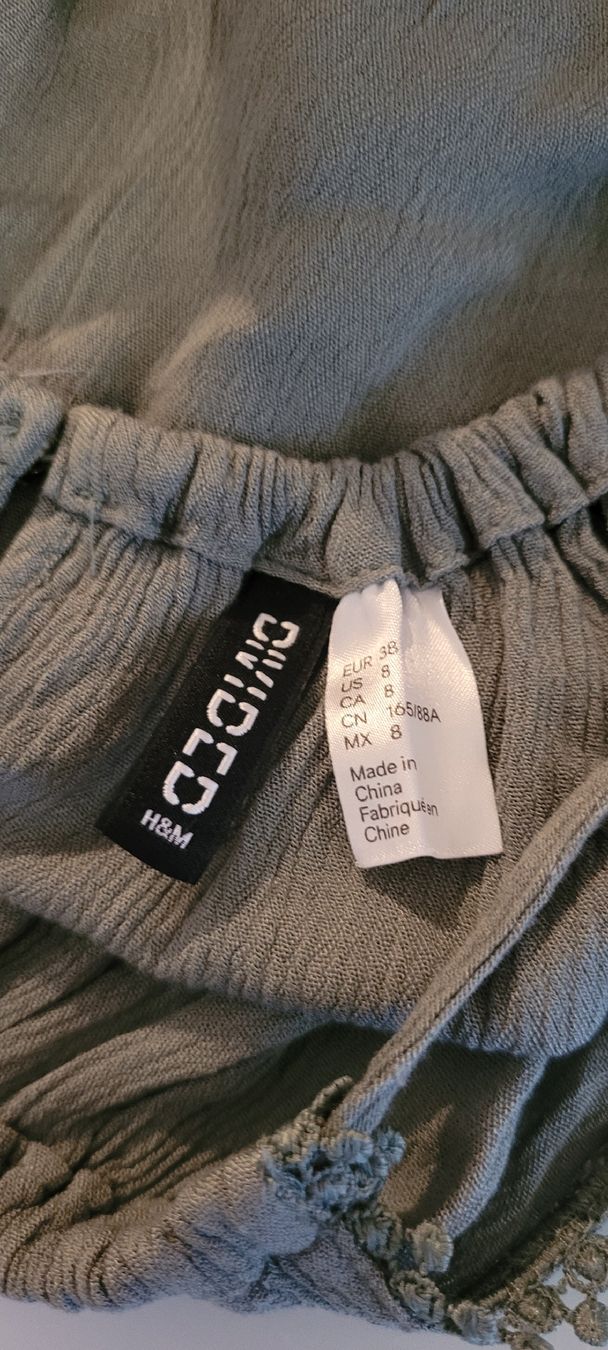 DIVIDED
H&M
EUR 38
US 8
CA 8
CN 165/88A
MX 8
Made in
China
Fabriqué en
Chine